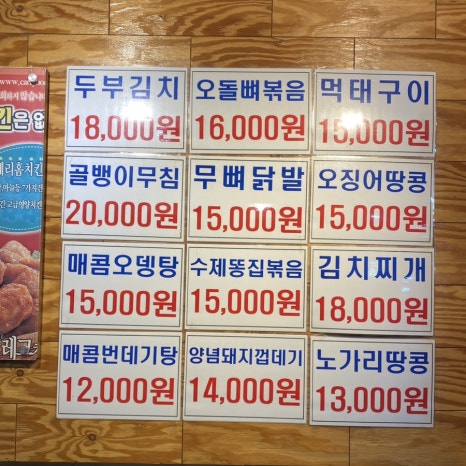 www.ca
두부김치
18,000원
오돌뼈볶음
16,000원
먹태구이
15,000원
골뱅이무침
20,000원
무뼈닭발
15,000원
오징어땅콩
15,000원
매콤오뎅탕
15,000원
수제똥집볶음
15,000원
김치찌개
18,000원
매콤번데기탕
12,000원
양념돼지껍데기
14,000원
노가리땅콩
13,000원